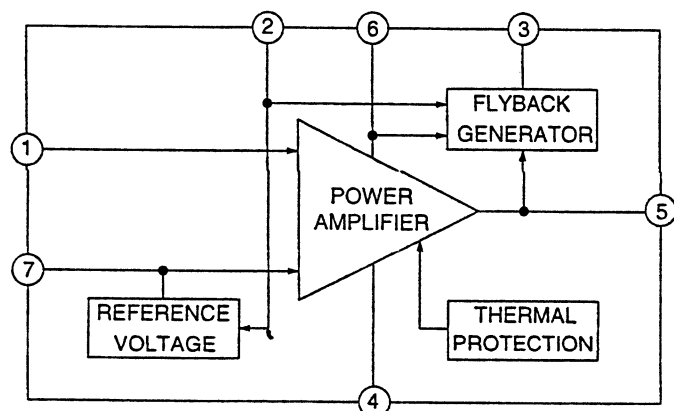 2
6
3
FLYBACK
GENERATOR
1
POWER
AMPLIFIER
5
7
REFERENCE
VOLTAGE
THERMAL
PROTECTION
4